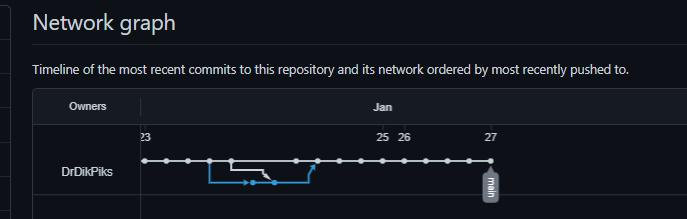 Network graph
Timeline of the most recent commits to this repository and its network ordered by most recently pushed to.
Owners Jan
23 25 26 27
DrDikPiks
main